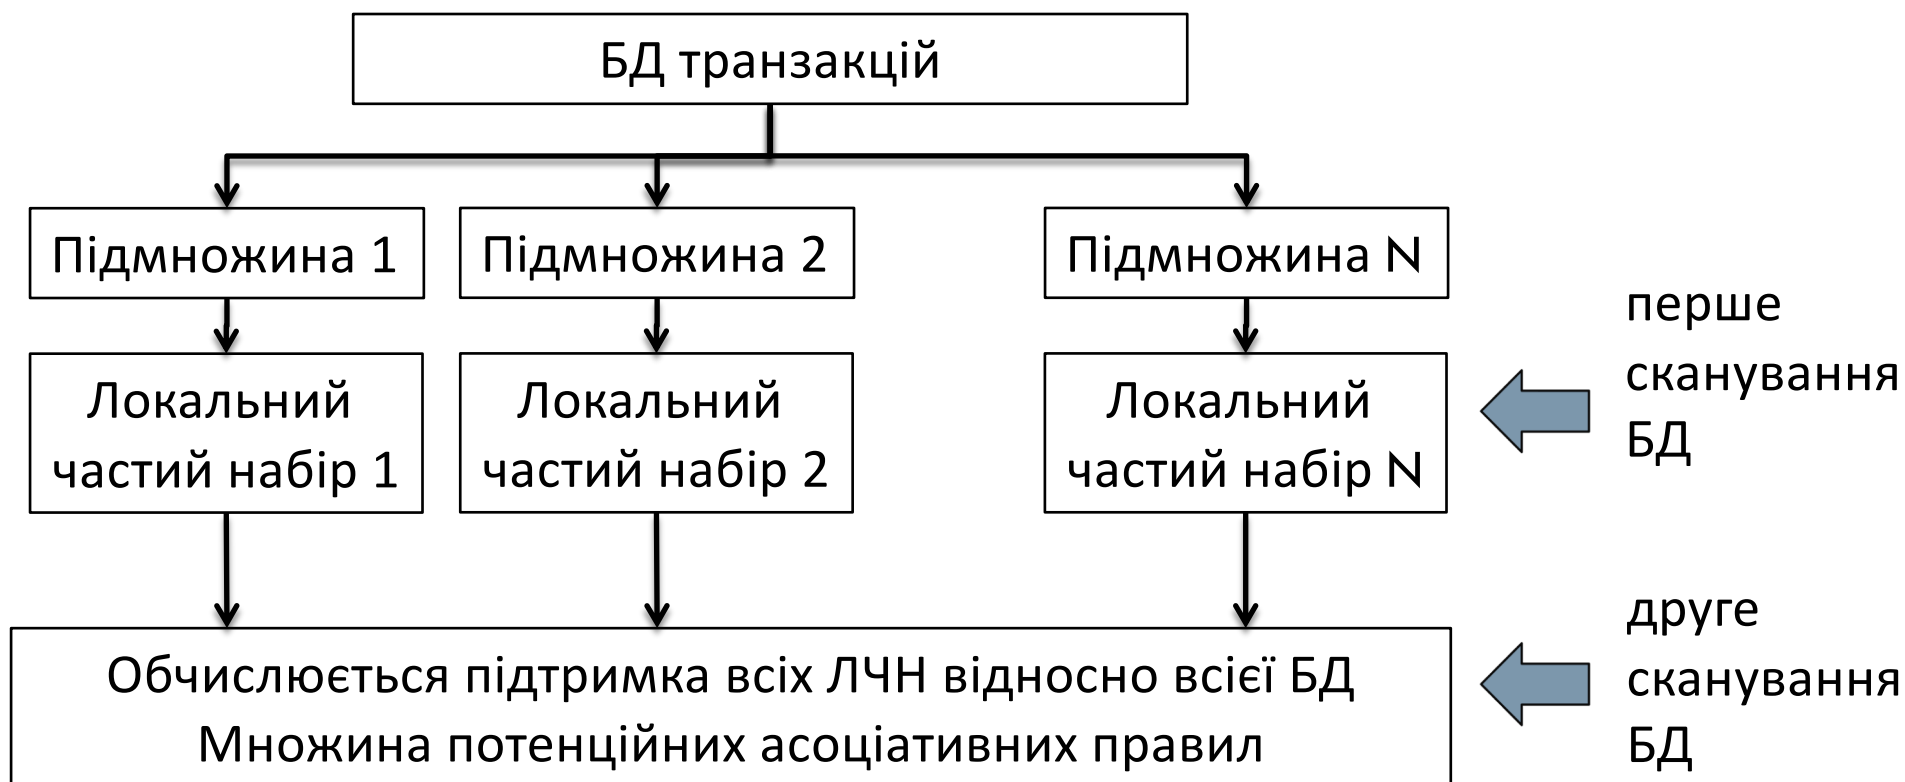 БД транзакцій
Підмножина 1
Підмножина 2
Підмножина N
Локальний
частий набір 1
Локальний
частий набір 2
Локальний
частий набір N
перше
сканування
БД
Обчислюється підтримка всіх ЛЧН відносно всієї БД
Множина потенційних асоціативних правил
друге
сканування
БД